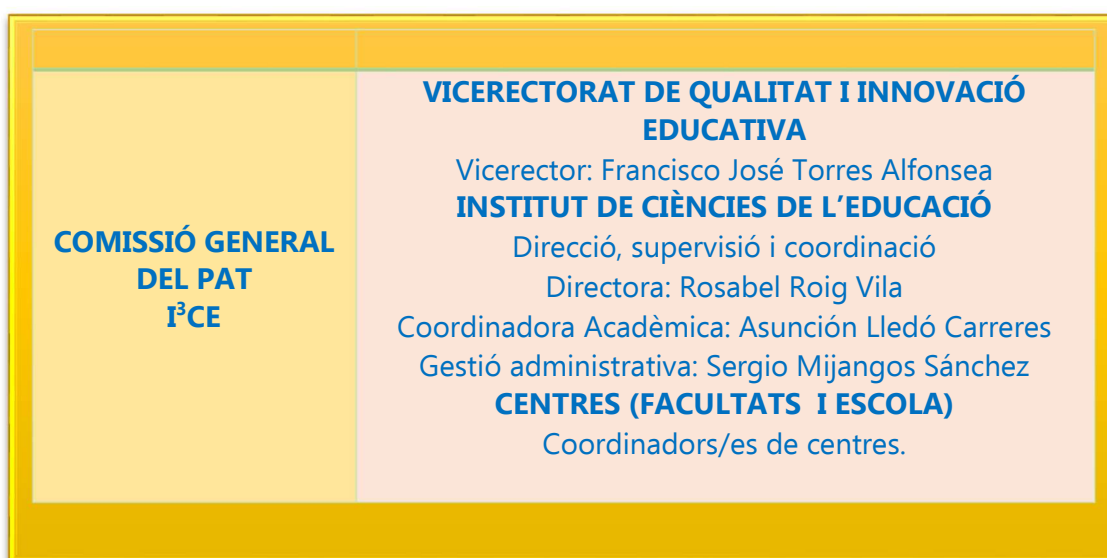 COMISSIÓ GENERAL
DEL PAT
I³CE
VICERECTORAT DE QUALITAT I INNOVACIÓ
EDUCATIVA
Vicerector: Francisco José Torres Alfonsea
INSTITUT DE CIÈNCIES DE L’EDUCACIÓ
Direcció, supervisió i coordinació
Directora: Rosabel Roig Vila
Coordinadora Acadèmica: Asunción Lledó Carreres
Gestió administrativa: Sergio Mijangos Sánchez
CENTRES (FACULTATS I ESCOLA)
Coordinadors/es de centres.